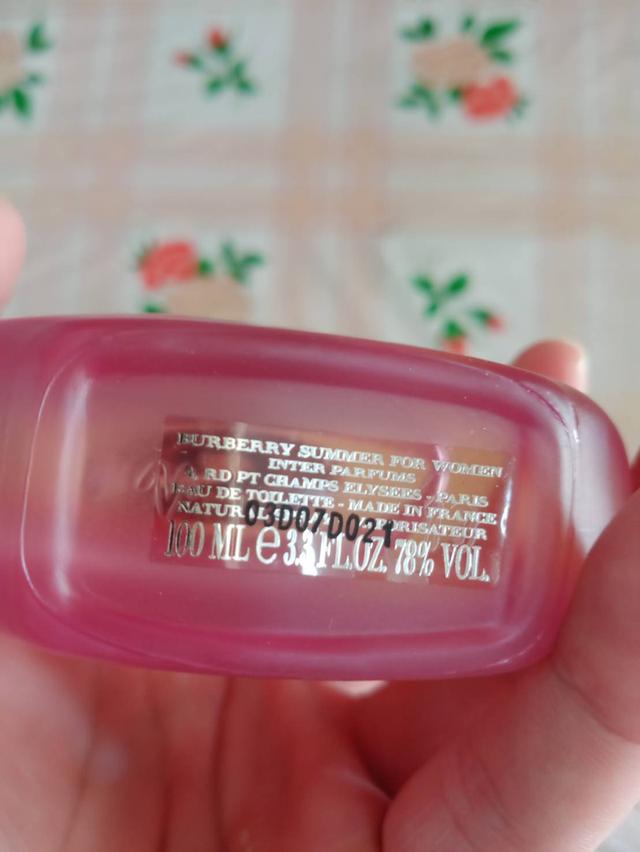 BURBERRY SUMMER FOR WOMEN
INTER PARFUMS
4, RD PT CHAMPS ELYSEES - PARIS
EAU DE TOILETTE - MADE IN FRANCE
03D07D021
100 ML e 3.3 FL.OZ. 78% VOL.